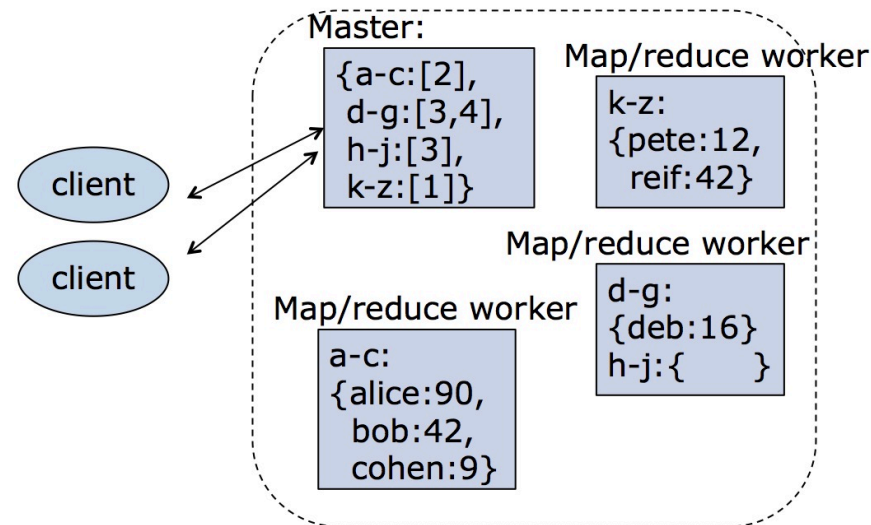 Master:
{a-c:[2],
d-g:[3,4],
h-j:[3],
k-z:[1]}
Map/reduce worker
k-z:
{pete:12,
reif:42}
client
client
Map/reduce worker
d-g:
{deb:16}
h-j:{ }
Map/reduce worker
a-c:
{alice:90,
bob:42,
cohen:9}